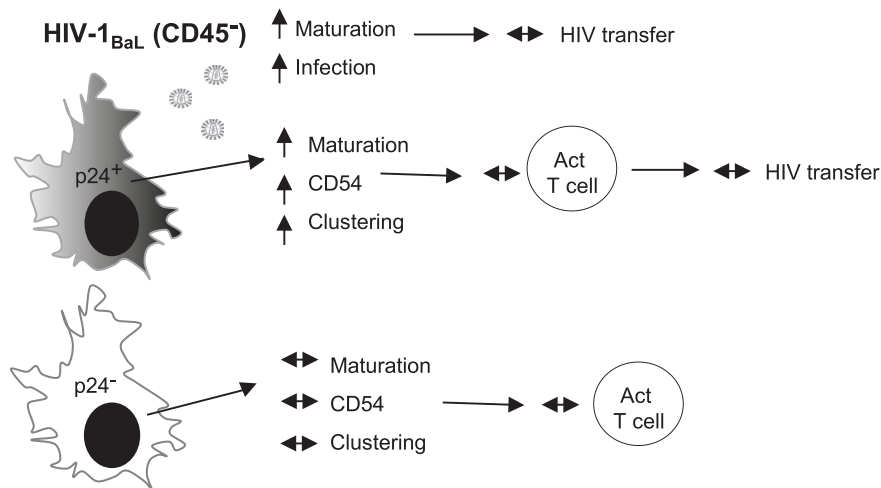 HIV-1BaL (CD45-)
Maturation
HIV transfer
Infection
p24+
Maturation
CD54
Clustering
Act
T cell
HIV transfer
p24-
Maturation
CD54
Clustering
Act
T cell